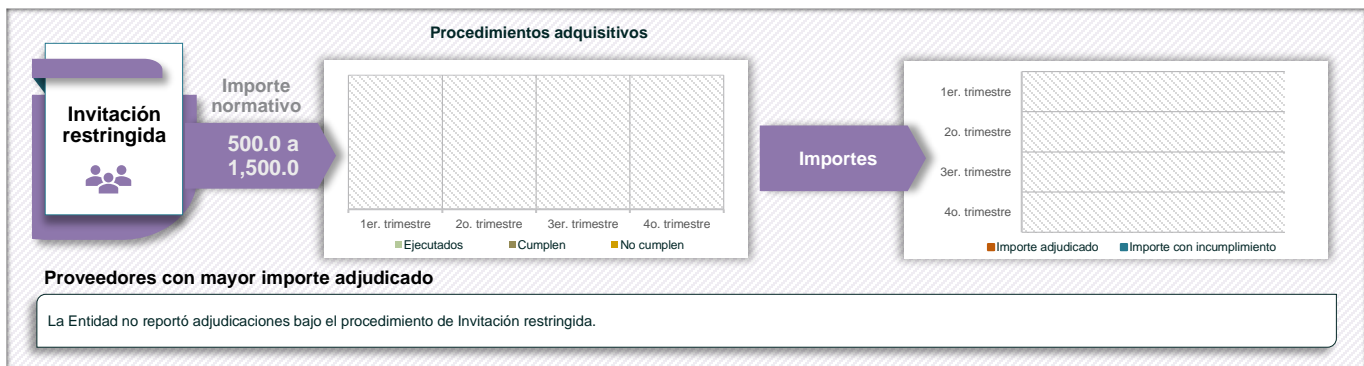 Procedimientos adquisitivos
Invitación
restringida
Importe
normativo
500.0 a
1,500.0
1er. trimestre 2o. trimestre 3er. trimestre 4o. trimestre
Ejecutados Cumplen No cumplen
Importes
1er. trimestre
2o. trimestre
3er. trimestre
4o. trimestre
Importe adjudicado Importe con incumplimiento
Proveedores con mayor importe adjudicado
La Entidad no reportó adjudicaciones bajo el procedimiento de Invitación restringida.